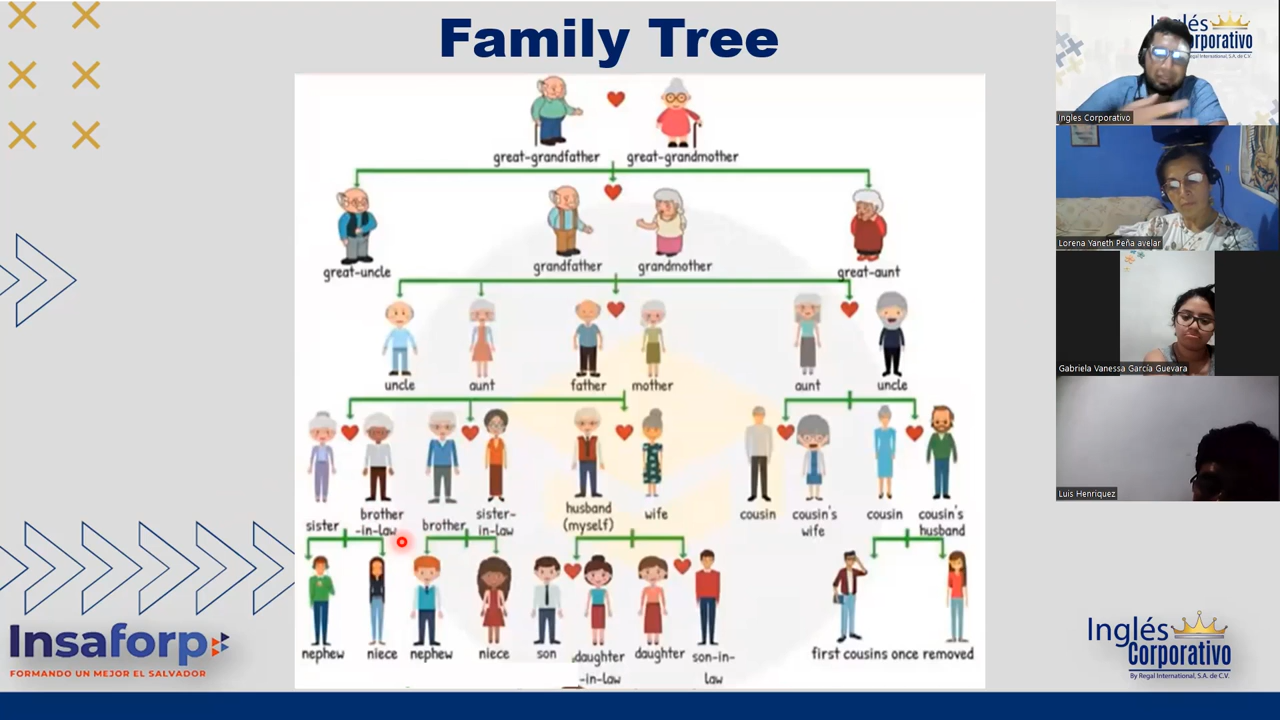 Family Tree
great-grandfather great-grandmother
great-uncle grandfather grandmother great-aunt
uncle aunt father mother aunt uncle
sister brother-in-law brother sister-in-law husband (myself) wife cousin cousin's wife cousin cousin's husband
nephew niece nephew niece son daughter-in-law daughter son-in-law first cousins once removed
Insaforp
FORMANDO UN MEJOR EL SALVADOR
Inglés
Corporativo
By Regal International, S.A. de C.V.
Inglés
orporativo
Ingles Corporativo
Lorena Yaneth Peña avelar
Gabriela Vanessa García Guevara
Luis Henriquez